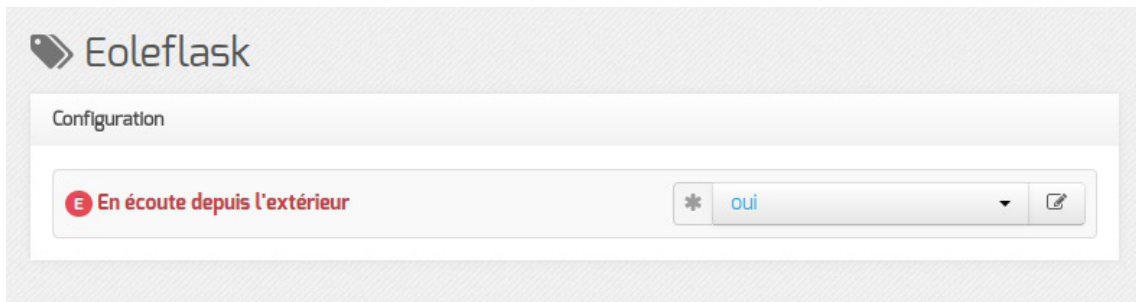 Eoleflask
Configuration
E En écoute depuis l'extérieur
* oui